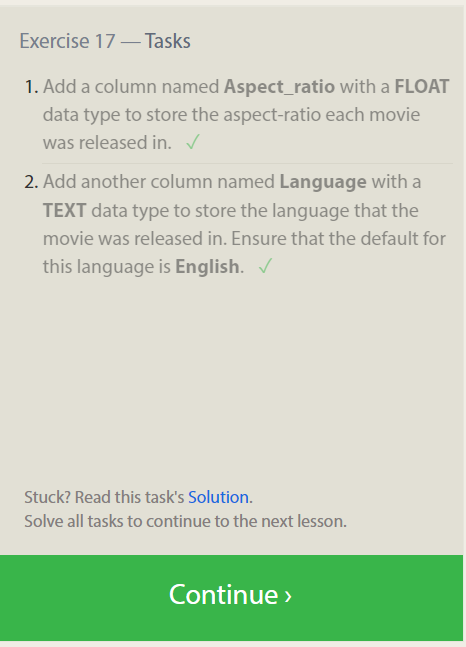 Exercise 17 — Tasks
1. Add a column named Aspect_ratio with a FLOAT
data type to store the aspect-ratio each movie
was released in. ✓
2. Add another column named Language with a
TEXT data type to store the language that the
movie was released in. Ensure that the default for
this language is English. ✓
Stuck? Read this task's Solution.
Solve all tasks to continue to the next lesson.
Continue ›